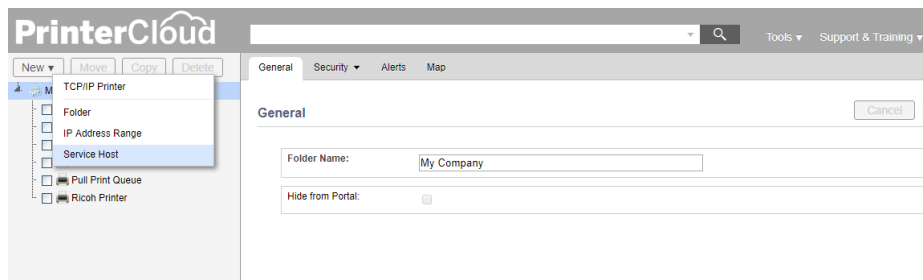 PrinterCloud
Tools ▾ Support & Training ▾
New ▾ Move Copy Delete
General Security ▾ Alerts Map
M
TCP/IP Printer
Folder
IP Address Range
Service Host
Pull Print Queue
Ricoh Printer
General
Cancel
Folder Name: My Company
Hide from Portal: